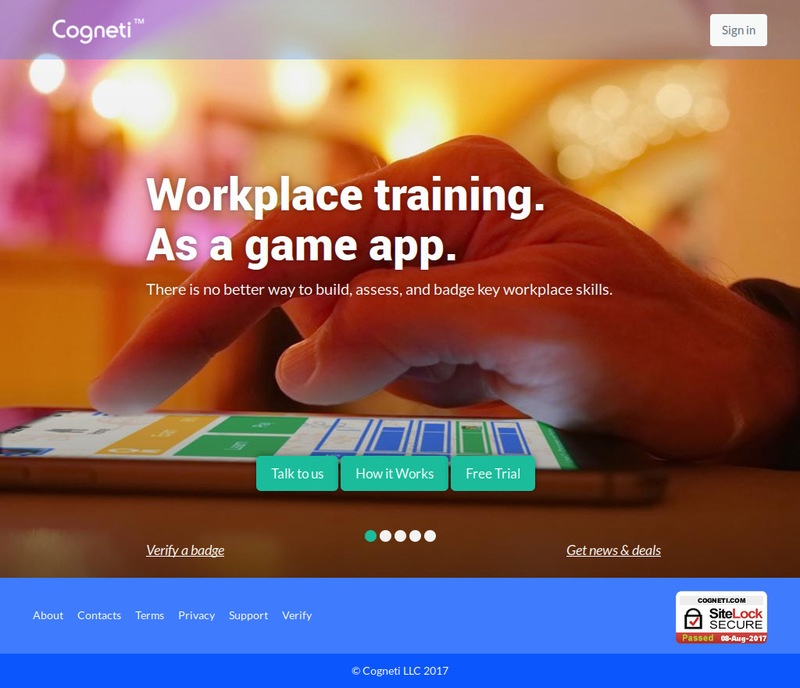 Cogneti™
Sign in
Workplace training.
As a game app.
There is no better way to build, assess, and badge key workplace skills.
Talk to us
How it Works
Free Trial
Verify a badge
Get news & deals
About
Contacts
Terms
Privacy
Support
Verify
COGNETI.COM
SiteLock
SECURE
Passed 08-Aug-2017
© Cogneti LLC 2017